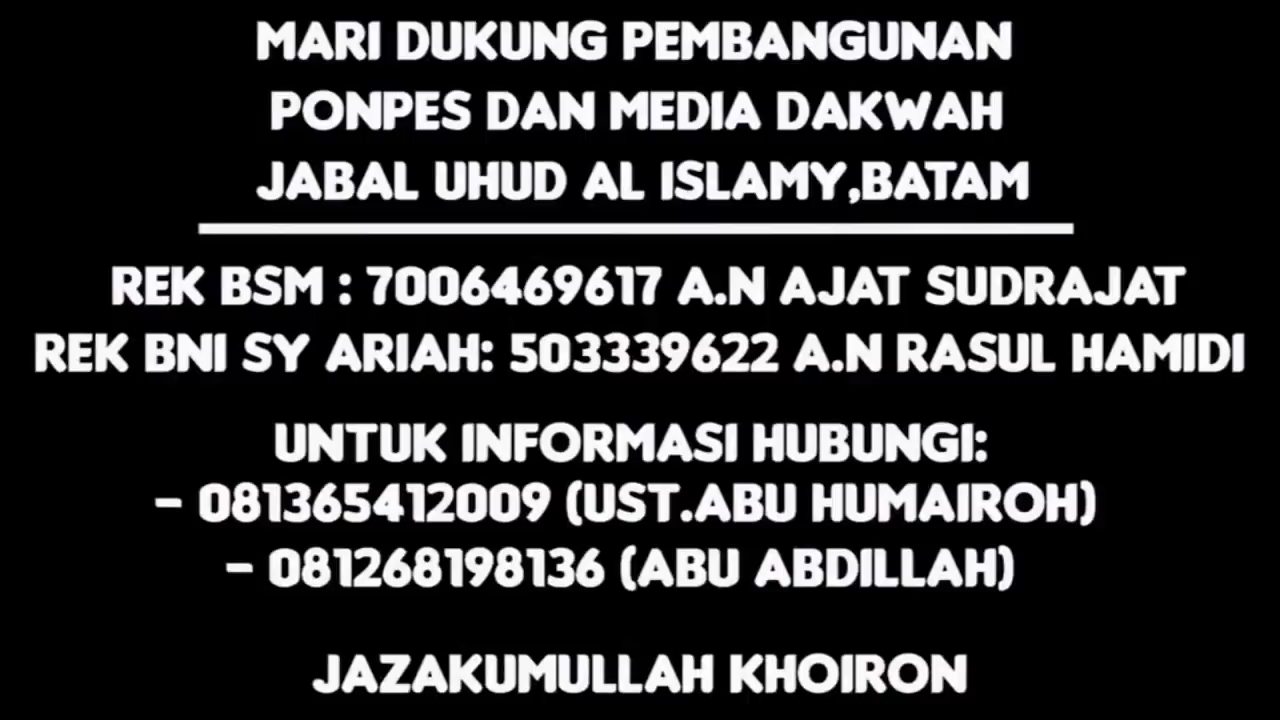 MARI DUKUNG PEMBANGUNAN
PONPES DAN MEDIA DAKWAH
JABAL UHUD AL ISLAMY,BATAM
REK BSM : 7006469617 A.N AJAT SUDRAJAT
REK BNI SY ARIAH: 503339622 A.N RASUL HAMIDI
UNTUK INFORMASI HUBUNGI:
- 081365412009 (UST.ABU HUMAIROH)
- 081268198136 (ABU ABDILLAH)
JAZAKUMULLAH KHOIRON